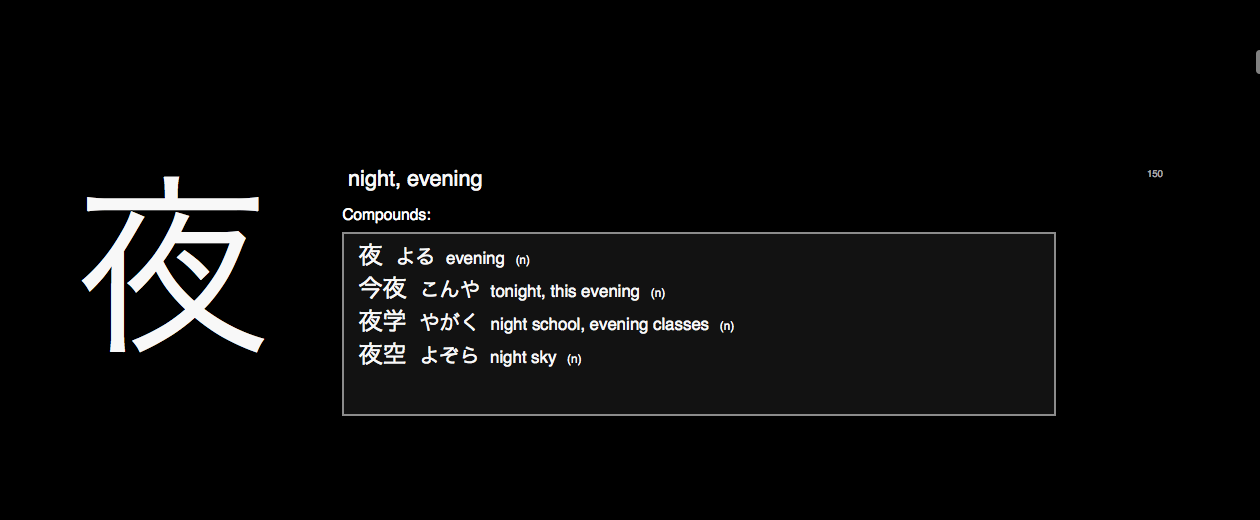 夜
night, evening
150
Compounds:
夜 よる evening (n)
今夜 こんや tonight, this evening (n)
夜学 やがく night school, evening classes (n)
夜空 よぞら night sky (n)